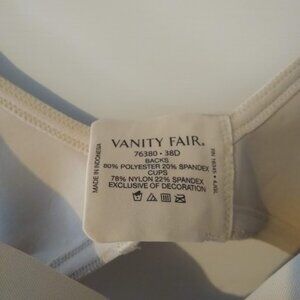 VANITY FAIR®
76380 • 38D
BACKS
80% POLYESTER 20% SPANDEX
CUPS
78% NYLON 22% SPANDEX
EXCLUSIVE OF DECORATION
MADE IN INDONESIA